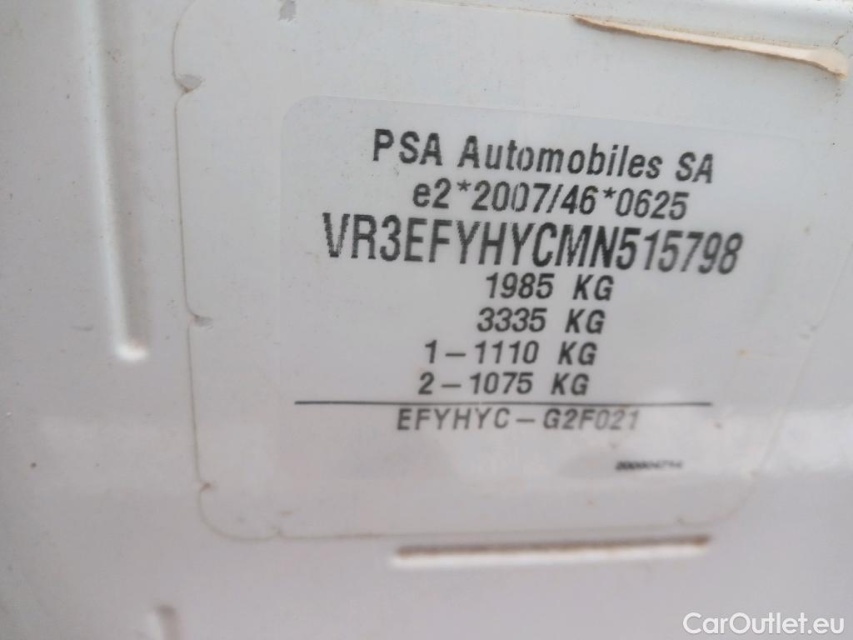 PSA Automobiles SA
e2*2007/46*0625
VR3EFYHYCMN515798
1985 KG
3335 KG
1-1110 KG
2-1075 KG
EFYHYC-G2F021
CarOutlet.eu